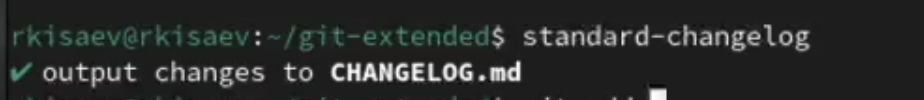 rkisaev@rkisaev:~/git-extended$ standard-changelog
✔ output changes to CHANGELOG.md